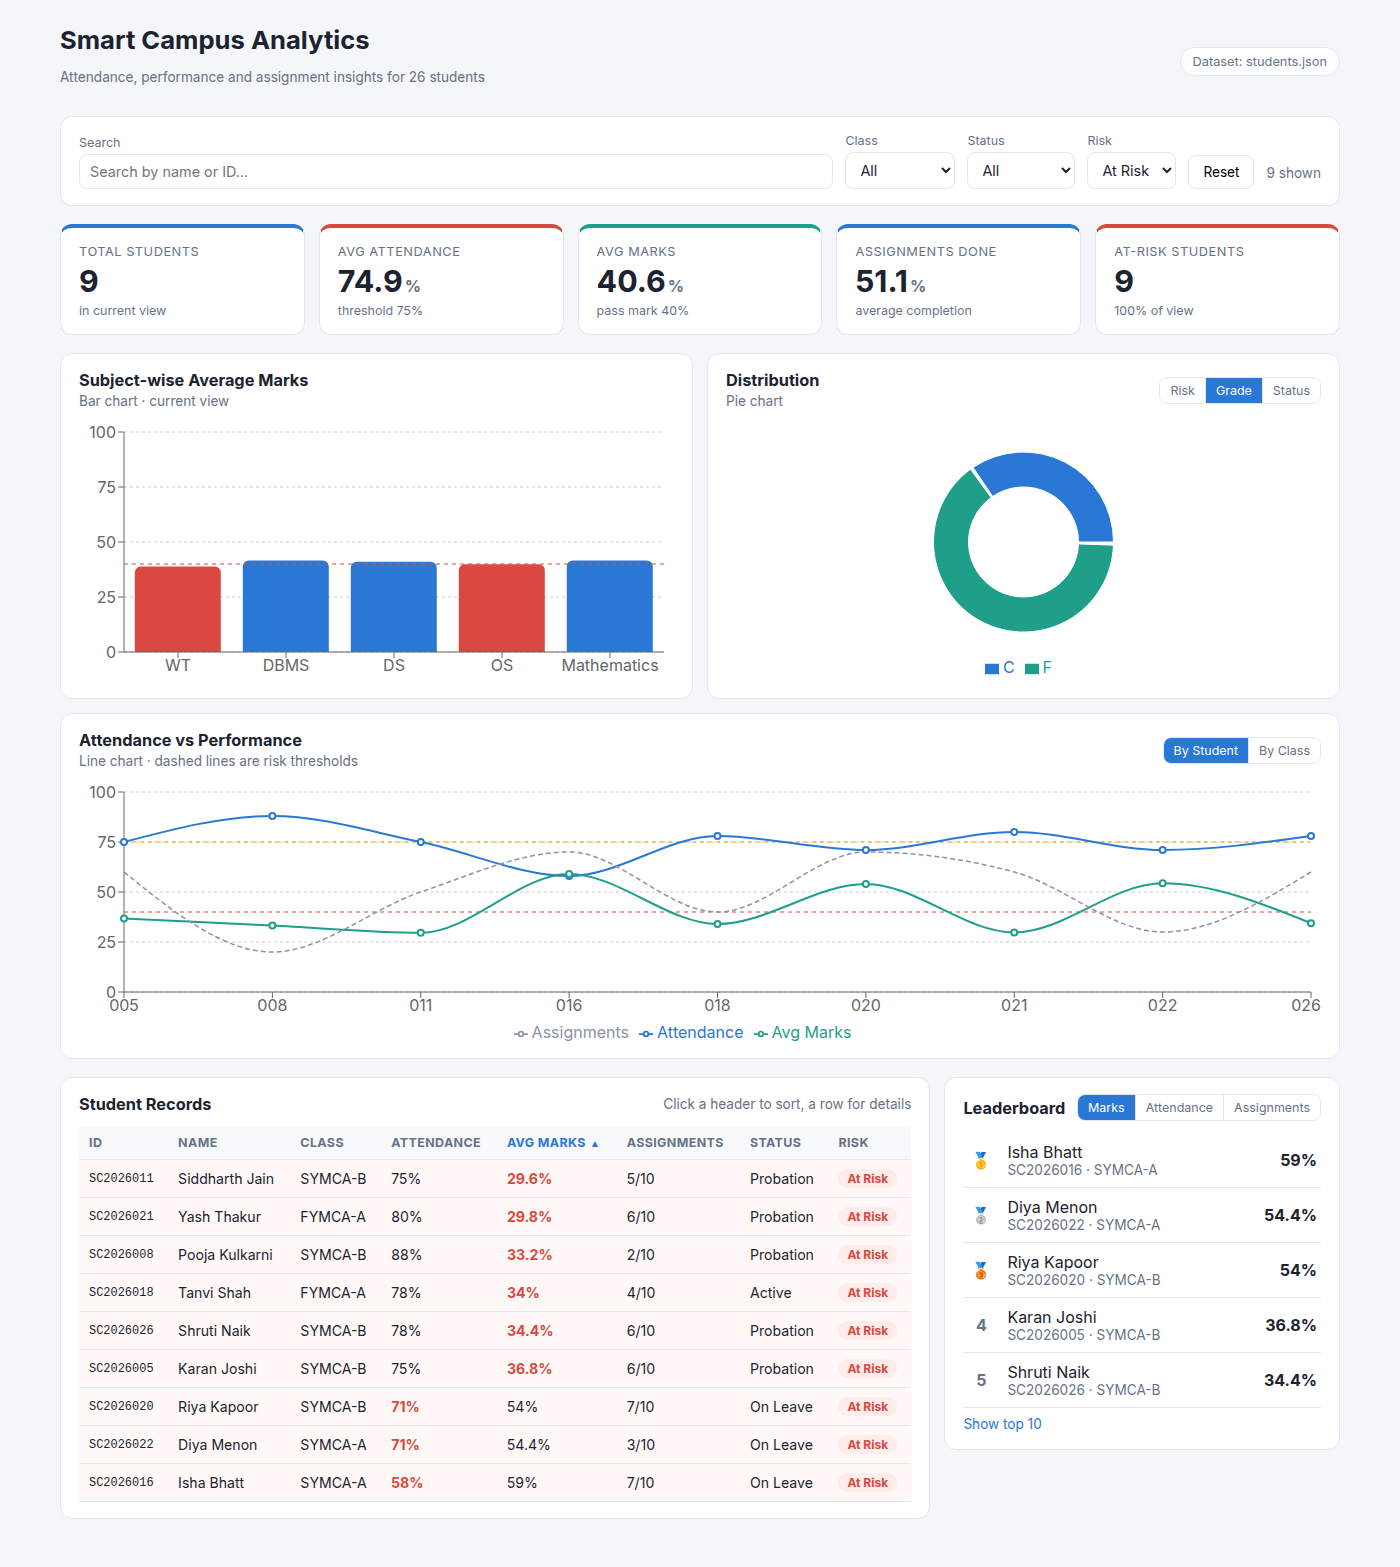 Smart Campus Analytics
Attendance, performance and assignment insights for 26 students
Dataset: students.json
Search
Search by name or ID...
Class
All
Status
All
Risk
At Risk
Reset
9 shown
TOTAL STUDENTS
9
in current view
AVG ATTENDANCE
74.9%
threshold 75%
AVG MARKS
40.6%
pass mark 40%
ASSIGNMENTS DONE
51.1%
average completion
AT-RISK STUDENTS
9
100% of view
Subject-wise Average Marks
Bar chart · current view
100
75
50
25
0
WT DBMS DS OS Mathematics
Distribution
Pie chart
Risk Grade Status
C F
Attendance vs Performance
Line chart · dashed lines are risk thresholds
By Student By Class
100
75
50
25
0
005 008 011 016 018 020 021 022 026
Assignments Attendance Avg Marks
Student Records
Click a header to sort, a row for details
ID NAME CLASS ATTENDANCE AVG MARKS ▲ ASSIGNMENTS STATUS RISK
SC2026011 Siddharth Jain SYMCA-B 75% 29.6% 5/10 Probation At Risk
SC2026021 Yash Thakur FYMCA-A 80% 29.8% 6/10 Probation At Risk
SC2026008 Pooja Kulkarni SYMCA-B 88% 33.2% 2/10 Probation At Risk
SC2026018 Tanvi Shah FYMCA-A 78% 34% 4/10 Active At Risk
SC2026026 Shruti Naik SYMCA-B 78% 34.4% 6/10 Probation At Risk
SC2026005 Karan Joshi SYMCA-B 75% 36.8% 6/10 Probation At Risk
SC2026020 Riya Kapoor SYMCA-B 71% 54% 7/10 On Leave At Risk
SC2026022 Diya Menon SYMCA-A 71% 54.4% 3/10 On Leave At Risk
SC2026016 Isha Bhatt SYMCA-A 58% 59% 7/10 On Leave At Risk
Leaderboard
Marks Attendance Assignments
🥇 Isha Bhatt 59%
SC2026016 · SYMCA-A
🥈 Diya Menon 54.4%
SC2026022 · SYMCA-A
🥉 Riya Kapoor 54%
SC2026020 · SYMCA-B
4 Karan Joshi 36.8%
SC2026005 · SYMCA-B
5 Shruti Naik 34.4%
SC2026026 · SYMCA-B
Show top 10